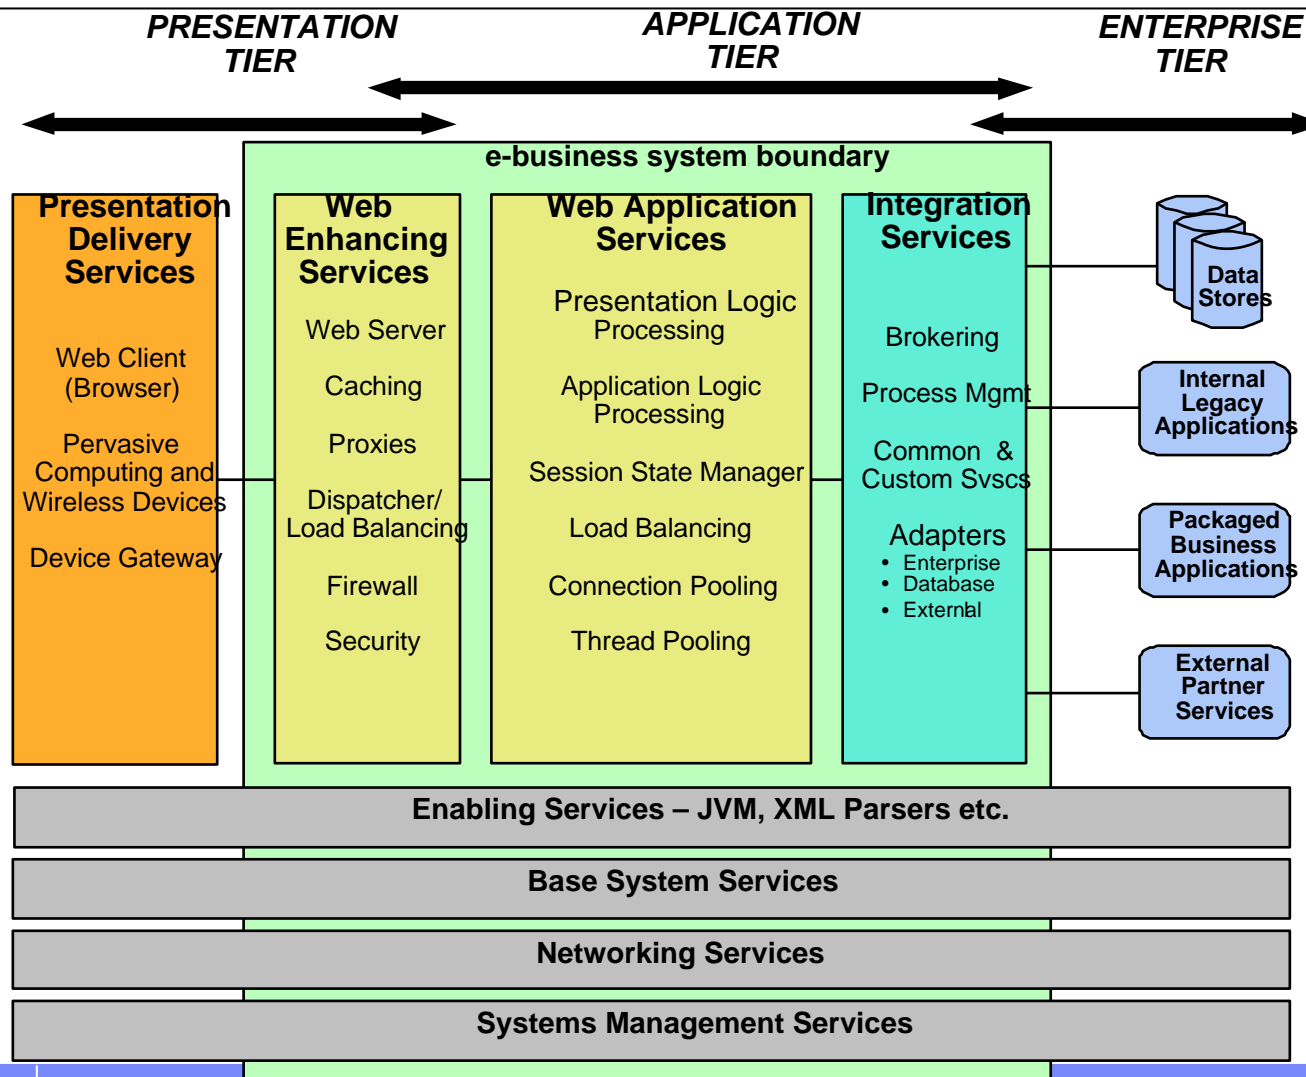 PRESENTATION
TIER
APPLICATION
TIER
ENTERPRISE
TIER
e-business system boundary
Presentation
Delivery
Services
Web Client
(Browser)
Pervasive
Computing and
Wireless Devices
Device Gateway
Web
Enhancing
Services
Web Server
Caching
Proxies
Dispatcher/
Load Balancing
Firewall
Security
Web Application
Services
Presentation Logic
Processing
Application Logic
Processing
Session State Manager
Load Balancing
Connection Pooling
Thread Pooling
Integration
Services
Brokering
Process Mgmt
Common &
Custom Svscs
Adapters
• Enterprise
• Database
• External
Data
Stores
Internal
Legacy
Applications
Packaged
Business
Applications
External
Partner
Services
Enabling Services – JVM, XML Parsers etc.
Base System Services
Networking Services
Systems Management Services